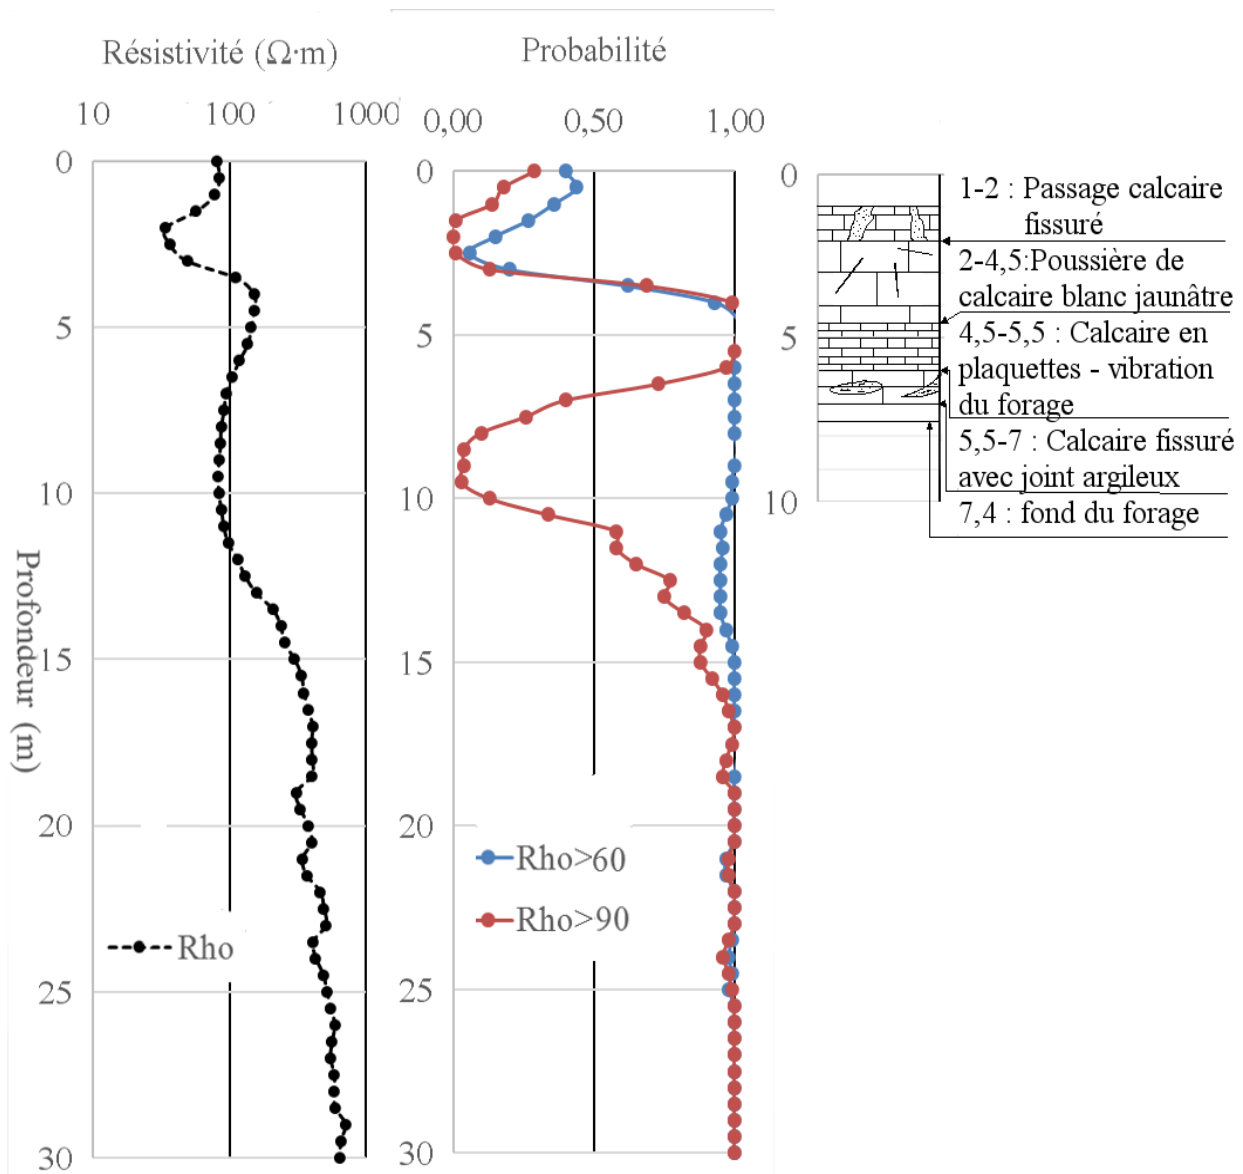 Résistivité (Ω·m)
10 100 1000
0
5
10
15
20
25
30
Profondeur (m)
Rho
Probabilité
0,00 0,50 1,00
0
5
10
15
20
25
30
Rho>60
Rho>90
0
5
10
1-2 : Passage calcaire
fissuré
2-4,5:Poussière de
calcaire blanc jaunâtre
4,5-5,5 : Calcaire en
plaquettes - vibration
du forage
5,5-7 : Calcaire fissuré
avec joint argileux
7,4 : fond du forage